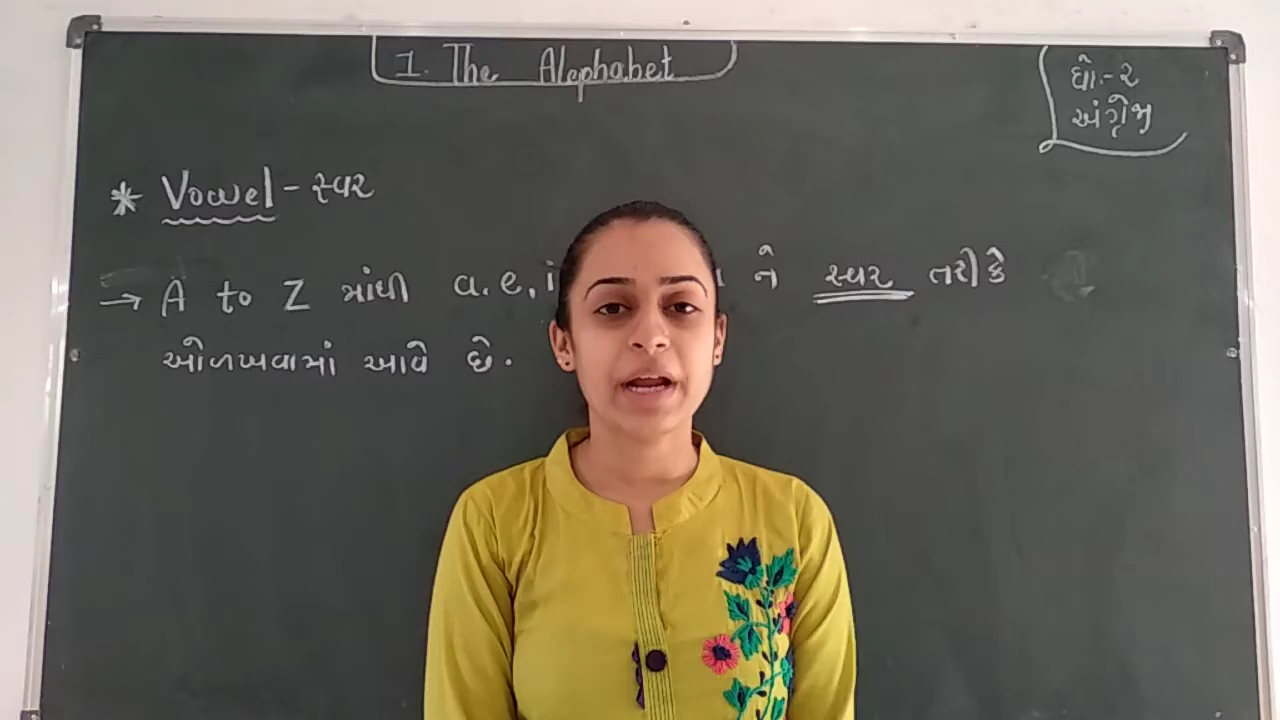 1. The Alephabet
ધો.-૨
અંગ્રેજી
* Vowel - સ્વર
→ A to Z માંથી a, e, i ને સ્વર તરીકે
ઓળખવામાં આવે છે.